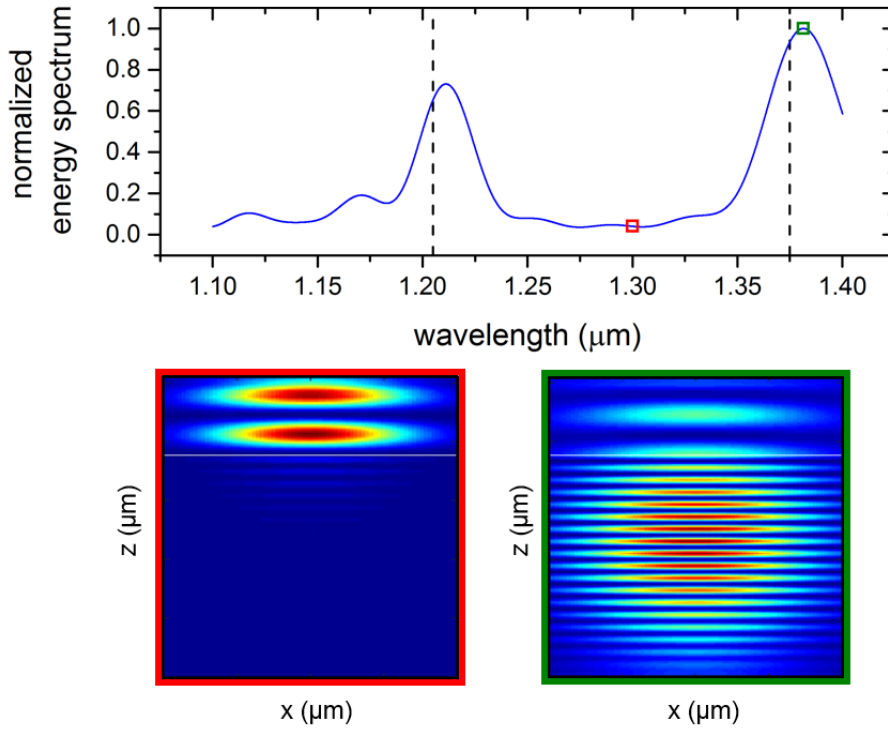 normalized
energy spectrum
1.0
0.8
0.6
0.4
0.2
0.0
1.10 1.15 1.20 1.25 1.30 1.35 1.40
wavelength (μm)
z (μm)
z (μm)
x (μm)
x (μm)